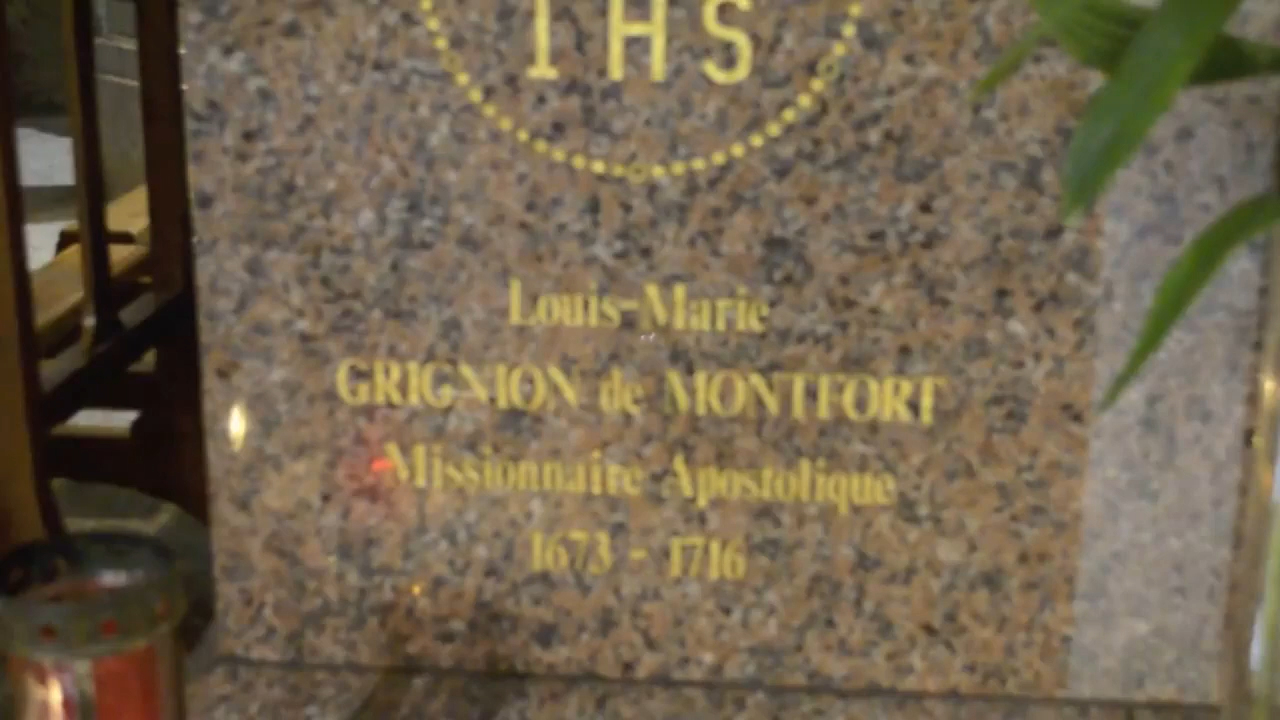 IHS
Louis-Marie
GRIGNION de MONTFORT
Missionnaire Apostolique
1673 - 1716